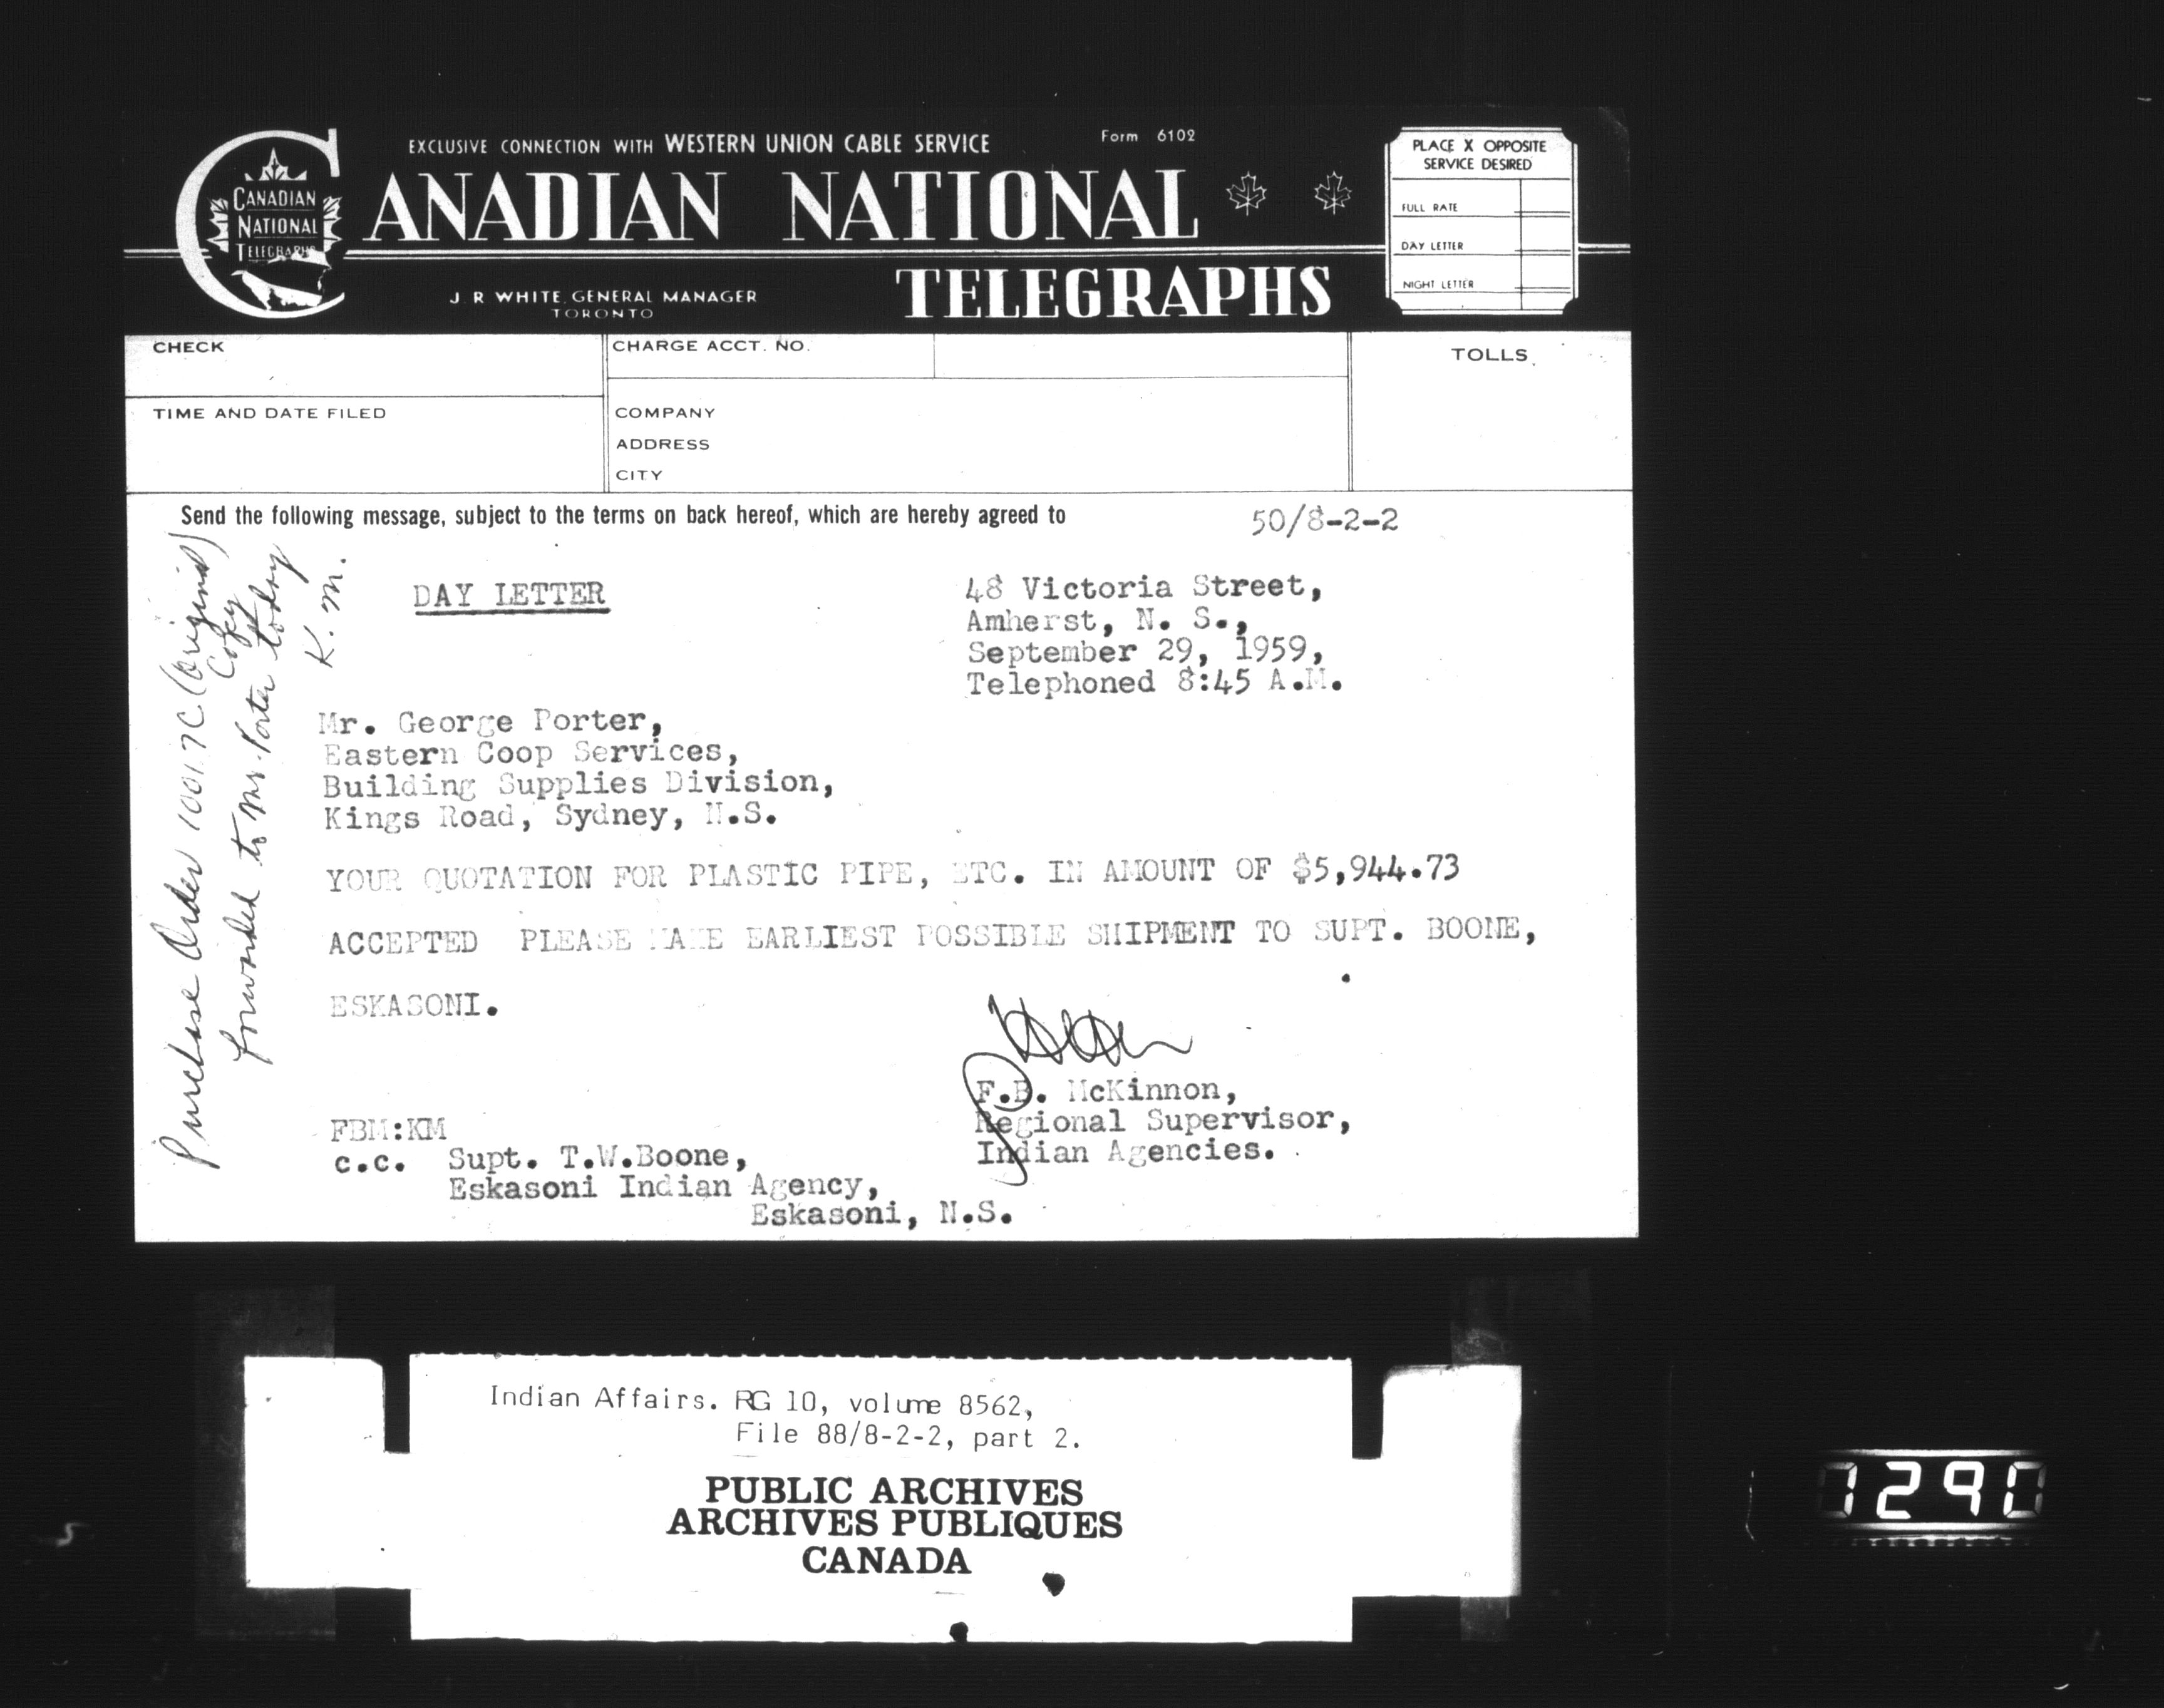 EXCLUSIVE CONNECTION WITH WESTERN UNION CABLE SERVICE
Form 6102
CANADIAN NATIONAL
TELEGRAPHS
CANADIAN
NATIONAL
TELEGRAPHS
J. R. WHITE, GENERAL MANAGER
TORONTO
PLACE X OPPOSITE
SERVICE DESIRED
FULL RATE
DAY LETTER
NIGHT LETTER
CHECK
CHARGE ACCT. NO.
TOLLS
TIME AND DATE FILED
COMPANY
ADDRESS
CITY
Send the following message, subject to the terms on back hereof, which are hereby agreed to
50/8-2-2
DAY LETTER
48 Victoria Street,
Amherst, N. S.,
September 29, 1959,
Telephoned 8:45 A.M.
Mr. George Porter,
Eastern Coop Services,
Building Supplies Division,
Kings Road, Sydney, N.S.
YOUR QUOTATION FOR PLASTIC PIPE, ETC. IN AMOUNT OF $5,944.73
ACCEPTED PLEASE MAKE EARLIEST POSSIBLE SHIPMENT TO SUPT. BOONE,
ESKASONI.
F.B. McKinnon,
Regional Supervisor,
Indian Agencies.
FBM:KM
c.c. Supt. T.W.Boone,
Eskasoni Indian Agency,
Eskasoni, N.S.
Purchase Order 10017C (original)
Copy
forwarded to Mr. Porter today
K. M.
Indian Affairs. RG 10, volume 8562,
File 88/8-2-2, part 2.
PUBLIC ARCHIVES
ARCHIVES PUBLIQUES
CANADA
7290